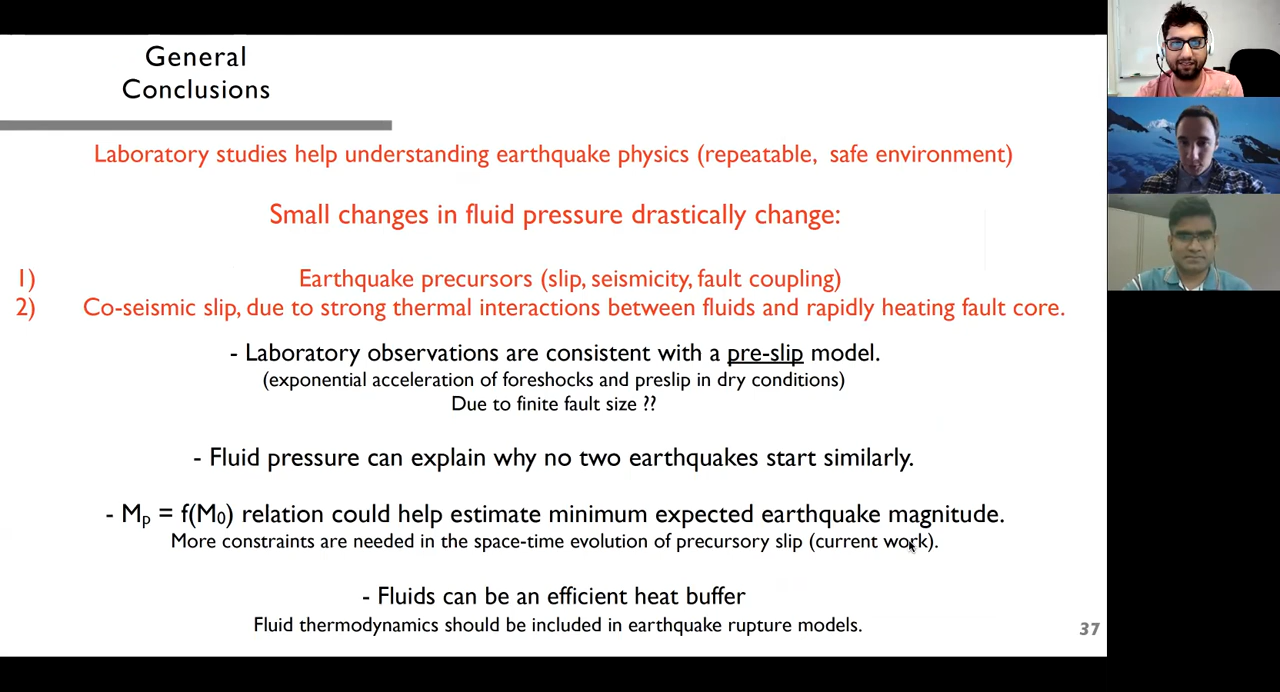 General
Conclusions
Laboratory studies help understanding earthquake physics (repeatable, safe environment)
Small changes in fluid pressure drastically change:
1) Earthquake precursors (slip, seismicity, fault coupling)
2) Co-seismic slip, due to strong thermal interactions between fluids and rapidly heating fault core.
- Laboratory observations are consistent with a pre-slip model.
(exponential acceleration of foreshocks and preslip in dry conditions)
Due to finite fault size ??
- Fluid pressure can explain why no two earthquakes start similarly.
- Mₚ = f(M₀) relation could help estimate minimum expected earthquake magnitude.
More constraints are needed in the space-time evolution of precursory slip (current work).
- Fluids can be an efficient heat buffer
Fluid thermodynamics should be included in earthquake rupture models.
37